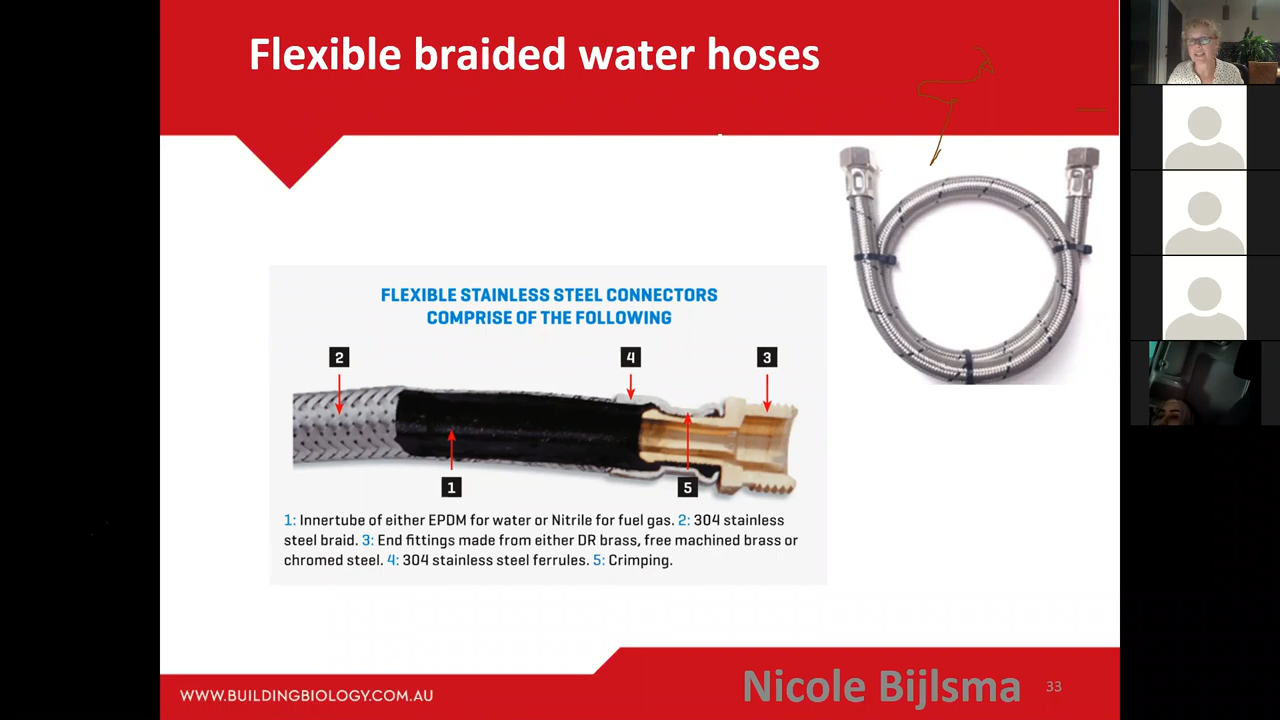 Flexible braided water hoses
FLEXIBLE STAINLESS STEEL CONNECTORS
COMPRISE OF THE FOLLOWING
2
4
3
1
5
1: Innertube of either EPDM for water or Nitrile for fuel gas. 2: 304 stainless
steel braid. 3: End fittings made from either DR brass, free machined brass or
chromed steel. 4: 304 stainless steel ferrules. 5: Crimping.
WWW.BUILDINGBIOLOGY.COM.AU
Nicole Bijlsma
33